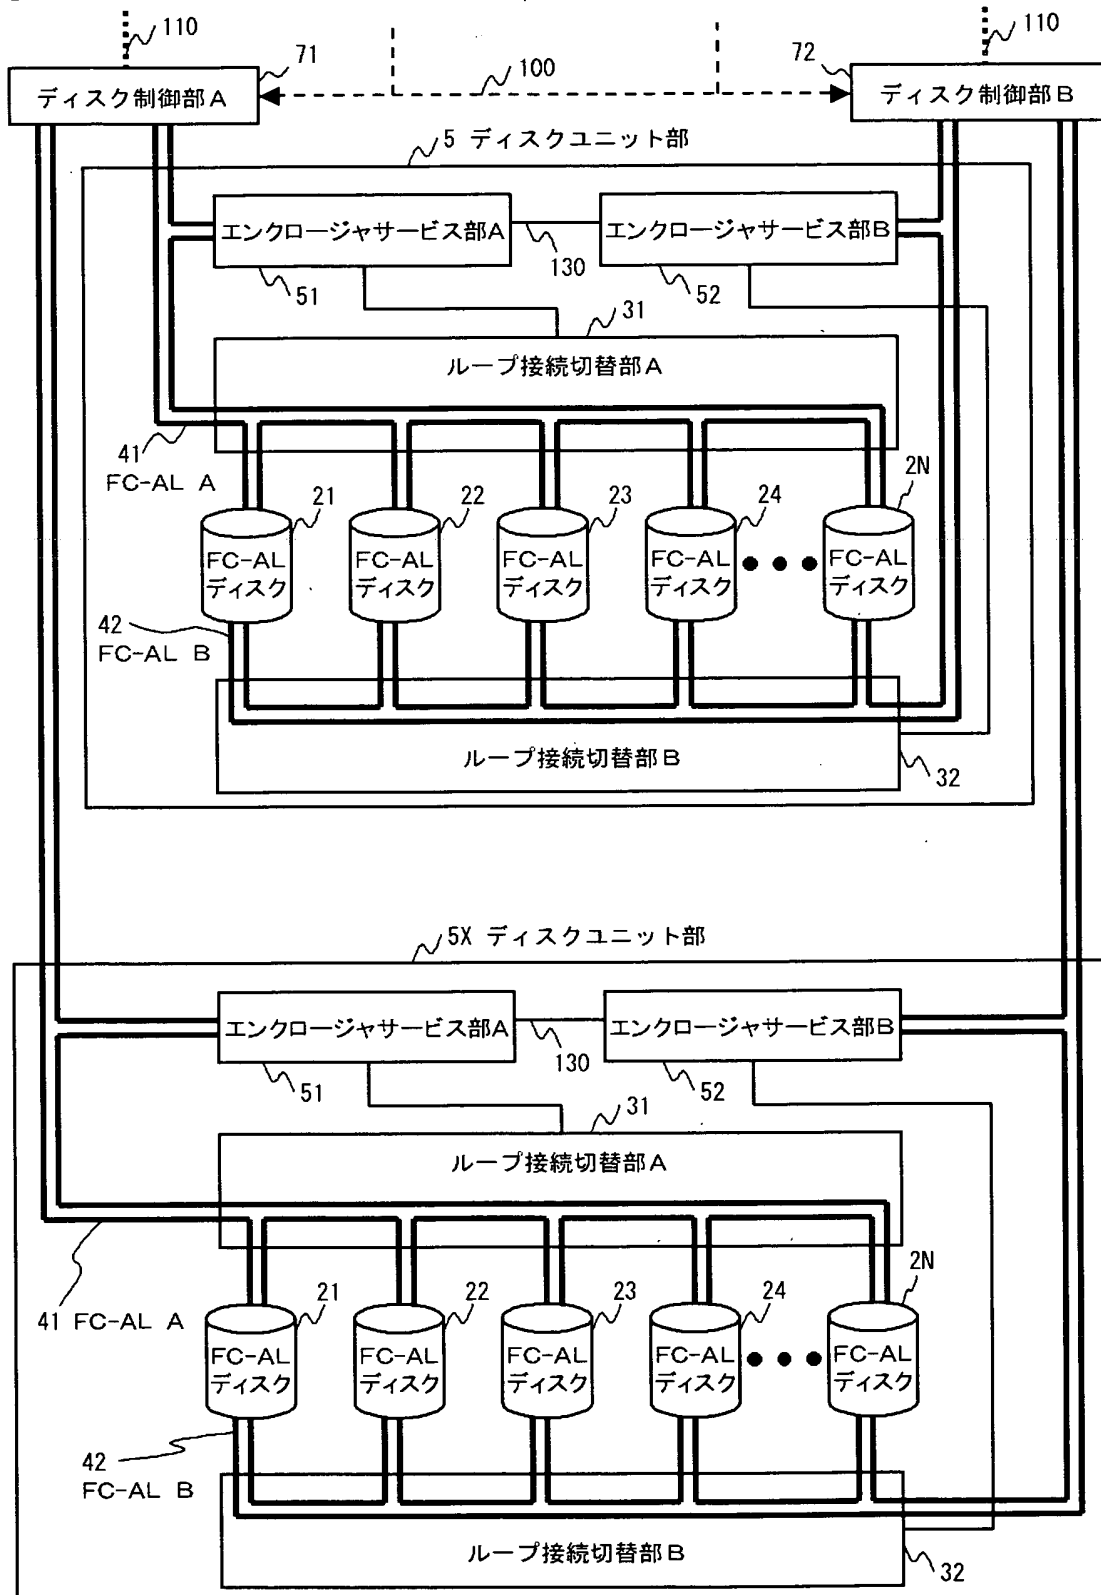 110
110
71
100
72
ディスク制御部A
ディスク制御部B
5 ディスクユニット部
エンクロージャサービス部A
エンクロージャサービス部B
130
51
52
31
ループ接続切替部A
41
FC-AL A
21
22
23
24
2N
FC-AL
ディスク
FC-AL
ディスク
FC-AL
ディスク
FC-AL
ディスク
FC-AL
ディスク
42
FC-AL B
ループ接続切替部B
32
5X ディスクユニット部
エンクロージャサービス部A
エンクロージャサービス部B
130
51
52
31
ループ接続切替部A
41 FC-AL A
21
22
23
24
2N
FC-AL
ディスク
FC-AL
ディスク
FC-AL
ディスク
FC-AL
ディスク
FC-AL
ディスク
42
FC-AL B
ループ接続切替部B
32